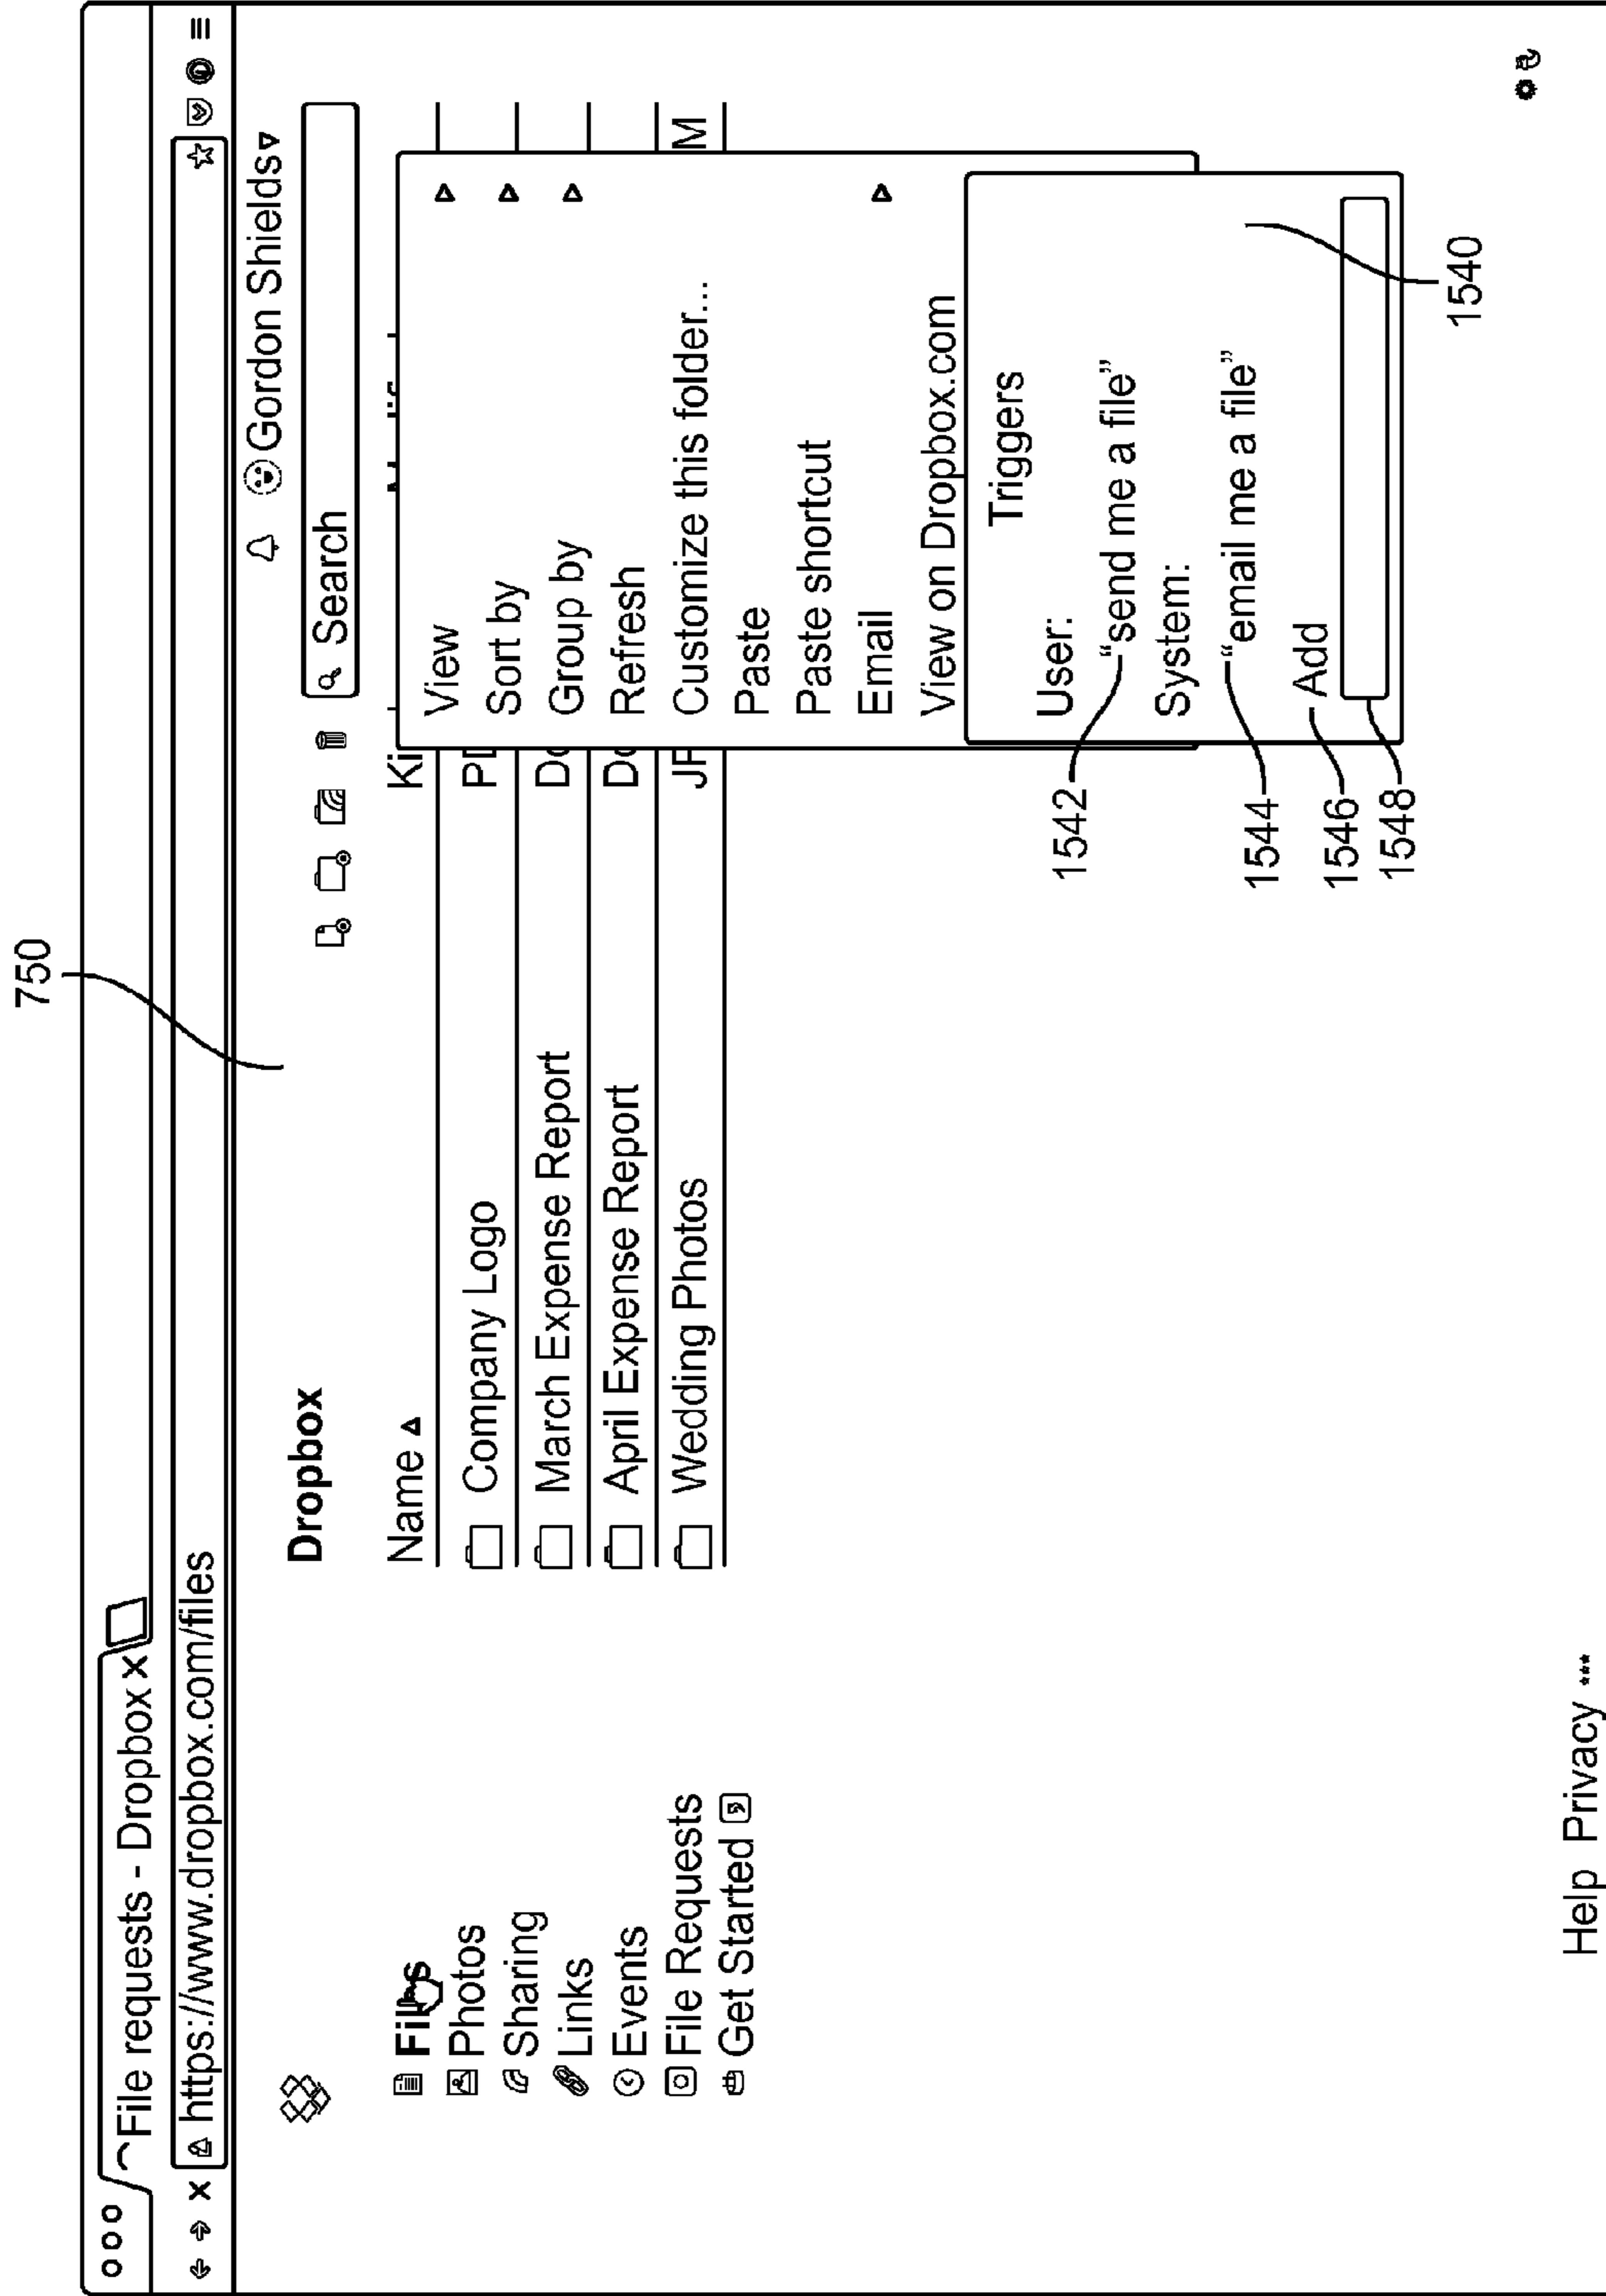 750
File requests - Dropbox X
https://www.dropbox.com/files
Gordon Shields
Dropbox
Search
Files
Photos
Sharing
Links
Events
File Requests
Get Started
Name
Ki
Company Logo
March Expense Report
Do
April Expense Report
Do
Wedding Photos
M
View
Sort by
Group by
Refresh
Customize this folder...
Paste
Paste shortcut
Email
View on Dropbox.com
Triggers
User:
1542
“send me a file”
System:
1544
“email me a file”
1546
Add
1548
1540
Help Privacy